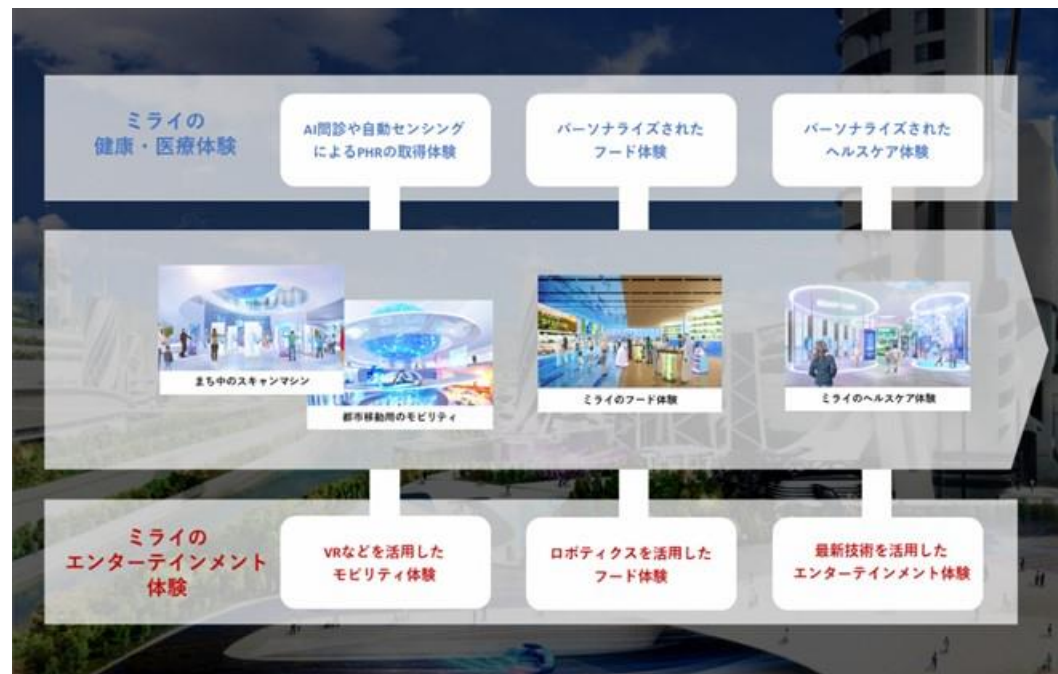 ミライの
健康・医療体験
AI問診や自動センシング
によるPHRの取得体験
パーソナライズされた
フード体験
パーソナライズされた
ヘルスケア体験
まち中のスキャンマシン
都市移動用のモビリティ
ミライのフード体験
ミライのヘルスケア体験
ミライの
エンターテインメント
体験
VRなどを活用した
モビリティ体験
ロボティクスを活用した
フード体験
最新技術を活用した
エンターテインメント体験